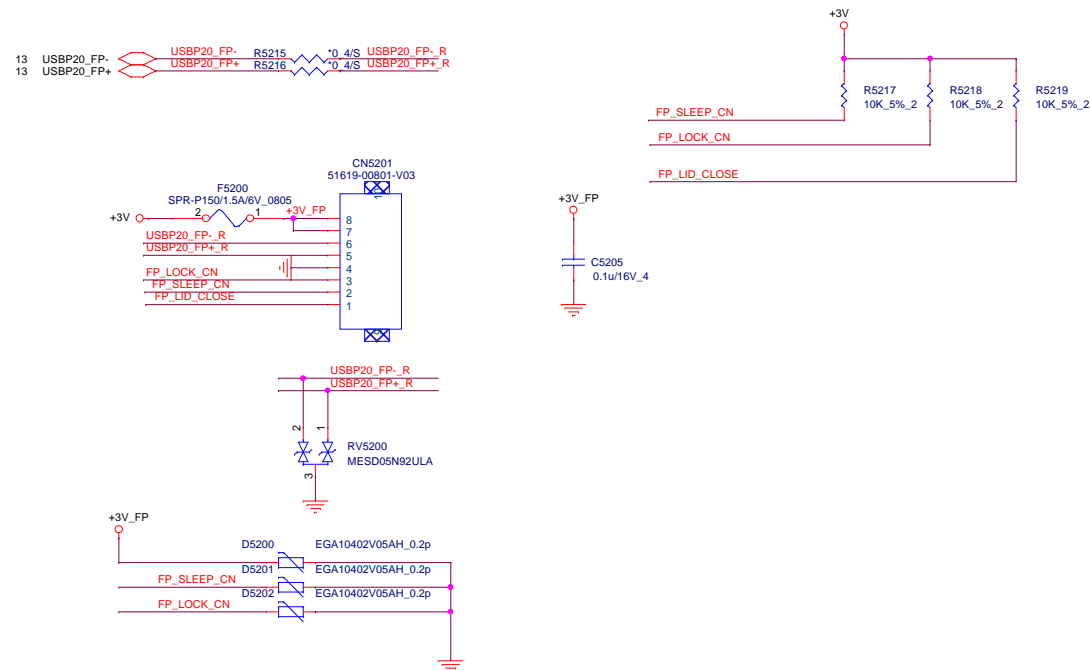 +3V
13 USBP20_FP- USBP20_FP- R5215 *0_4/S USBP20_FP-_R
13 USBP20_FP+ USBP20_FP+ R5216 *0_4/S USBP20_FP+_R
R5217 R5218 R5219
10K_5%_2 10K_5%_2 10K_5%_2
FP_SLEEP_CN
FP_LOCK_CN
FP_LID_CLOSE
CN5201
51619-00801-V03
F5200
SPR-P150/1.5A/6V_0805
+3V 2 1 +3V_FP 8
7
USBP20_FP-_R 6
USBP20_FP+_R 5
4
FP_LOCK_CN 3
FP_SLEEP_CN 2
FP_LID_CLOSE 1
+3V_FP
C5205
0.1u/16V_4
USBP20_FP-_R
USBP20_FP+_R
2 1
RV5200
MESD05N92ULA
3
+3V_FP
D5200 EGA10402V05AH_0.2p
D5201 EGA10402V05AH_0.2p
FP_SLEEP_CN
D5202 EGA10402V05AH_0.2p
FP_LOCK_CN